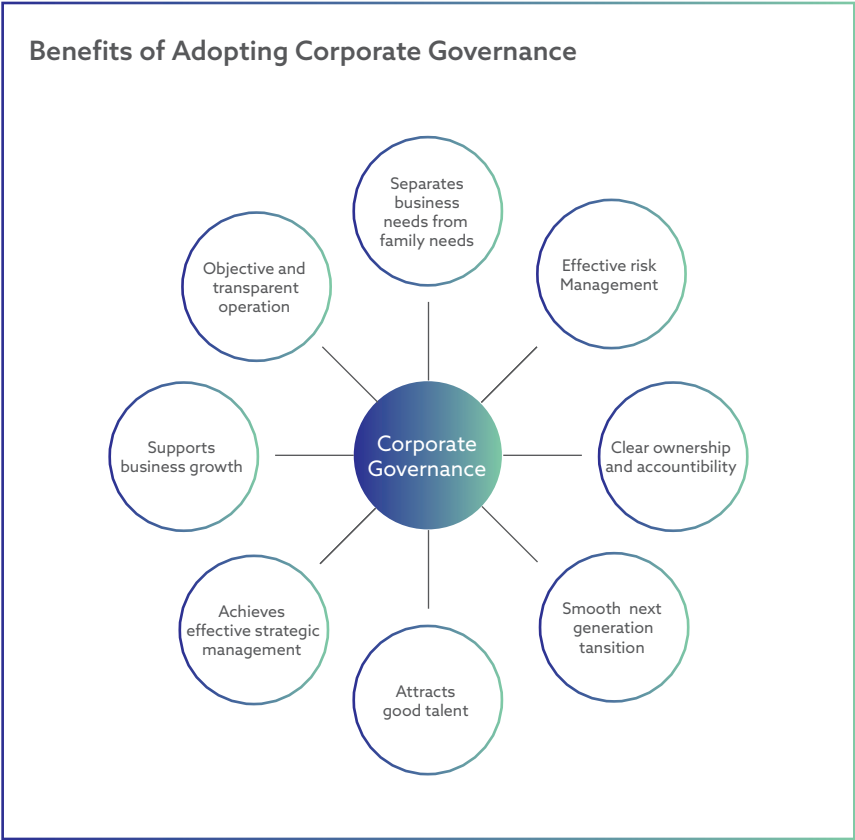 Benefits of Adopting Corporate Governance
Separates
business
needs from
family needs
Effective risk
Management
Clear ownership
and accountibility
Smooth  next
generation
tansition
Attracts
good talent
Achieves
effective strategic
management
Supports
business growth
Objective and
transparent
operation
Corporate
Governance